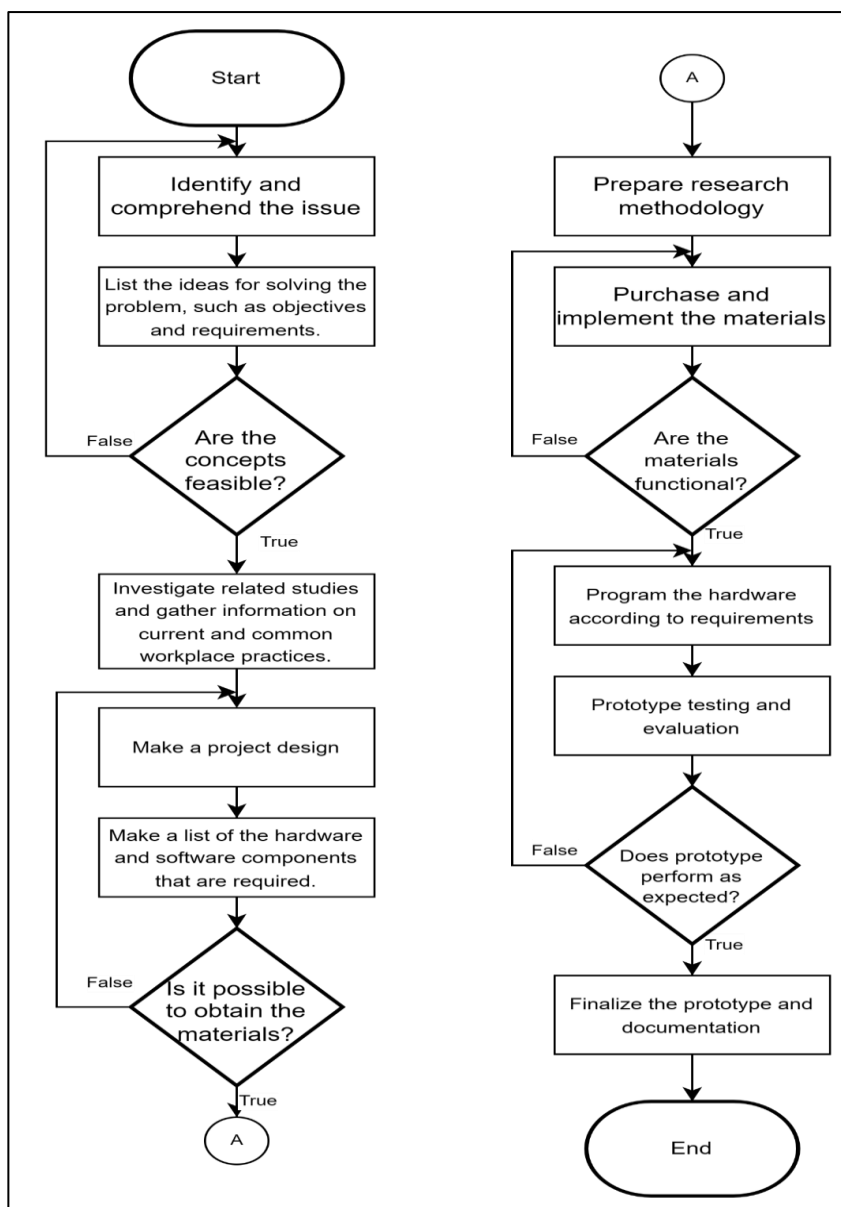 Start
Identify and
comprehend the issue
List the ideas for solving the
problem, such as objectives
and requirements.
False
Are the
concepts
feasible?
True
Investigate related studies
and gather information on
current and common
workplace practices.
Make a project design
Make a list of the hardware
and software components
that are required.
False
Is it possible
to obtain the
materials?
True
A
A
Prepare research
methodology
Purchase and
implement the materials
False
Are the
materials
functional?
True
Program the hardware
according to requirements
Prototype testing and
evaluation
False
Does prototype
perform as
expected?
True
Finalize the prototype and
documentation
End